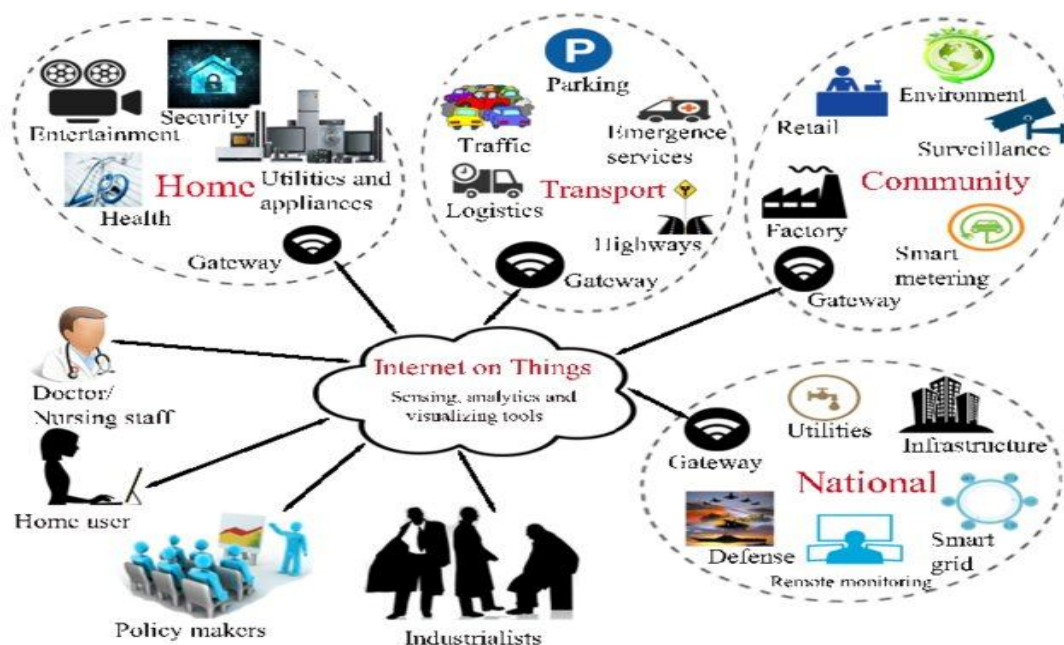 Entertainment
Security
Health
Home
Utilities and
appliances
Gateway
P
Parking
Traffic
Emergence
services
Logistics
Transport
Highways
Gateway
Environment
Retail
Surveillance
Community
Factory
Smart
metering
Gateway
Doctor/
Nursing staff
Internet on Things
Sensing, analytics and
visualizing tools
Home user
Policy makers
Industrialists
Gateway
Utilities
Infrastructure
National
Defense
Smart
grid
Remote monitoring